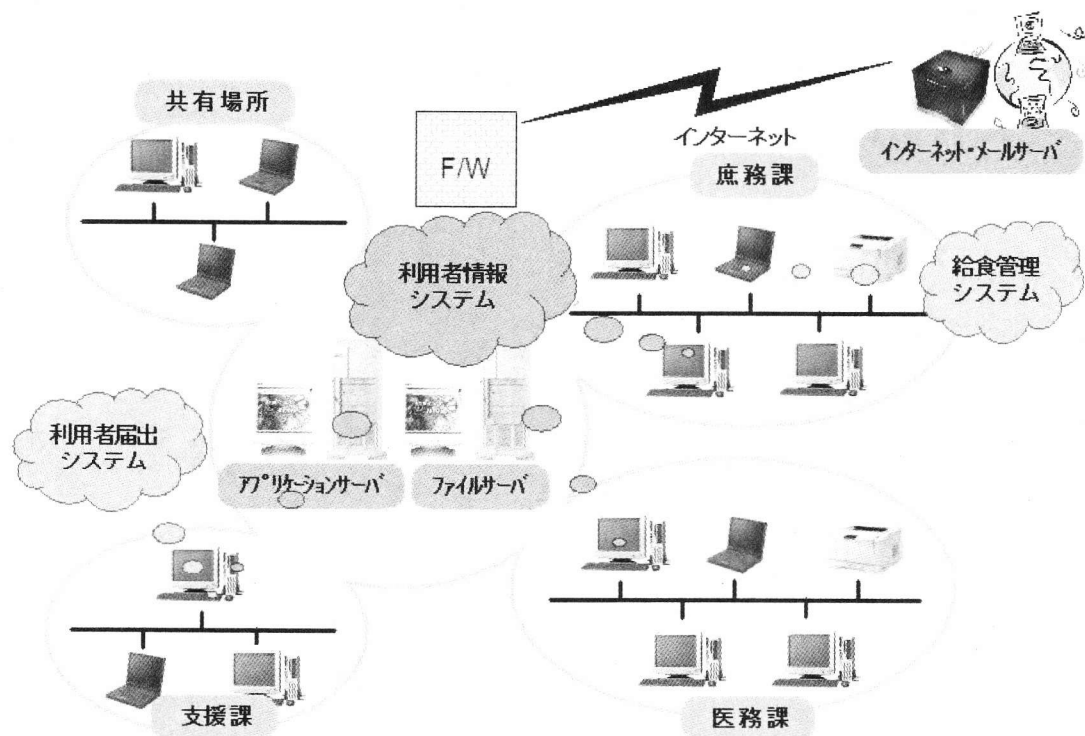 共有場所
F/W
インターネット
インターネット・メールサーバ
庶務課
利用者情報
システム
給食管理
システム
利用者届出
システム
アプリケーションサーバ
ファイルサーバ
支援課
医務課